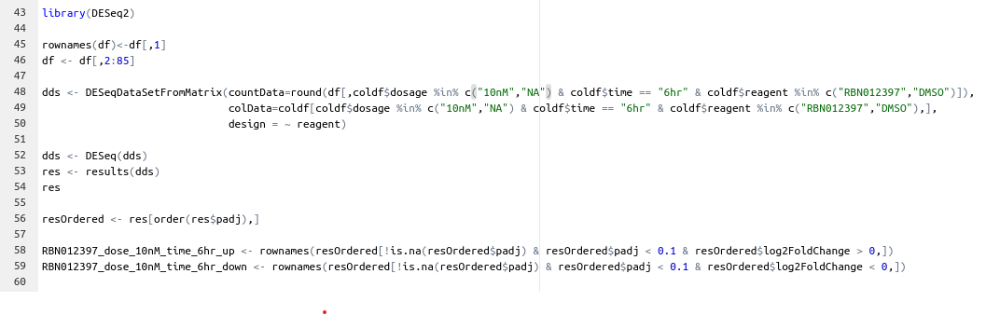 43 library(DESeq2)
44
45 rownames(df)<-df[,1]
46 df <- df[,2:85]
47
48 dds <- DESeqDataSetFromMatrix(countData=round(df[,coldf$dosage %in% c("10nM","NA") & coldf$time == "6hr" & coldf$reagent %in% c("RBN012397","DMSO")]),
49 colData=coldf[coldf$dosage %in% c("10nM","NA") & coldf$time == "6hr" & coldf$reagent %in% c("RBN012397","DMSO"),],
50 design = ~ reagent)
51
52 dds <- DESeq(dds)
53 res <- results(dds)
54 res
55
56 resOrdered <- res[order(res$padj),]
57
58 RBN012397_dose_10nM_time_6hr_up <- rownames(resOrdered[!is.na(resOrdered$padj) & resOrdered$padj < 0.1 & resOrdered$log2FoldChange > 0,])
59 RBN012397_dose_10nM_time_6hr_down <- rownames(resOrdered[!is.na(resOrdered$padj) & resOrdered$padj < 0.1 & resOrdered$log2FoldChange < 0,])
60